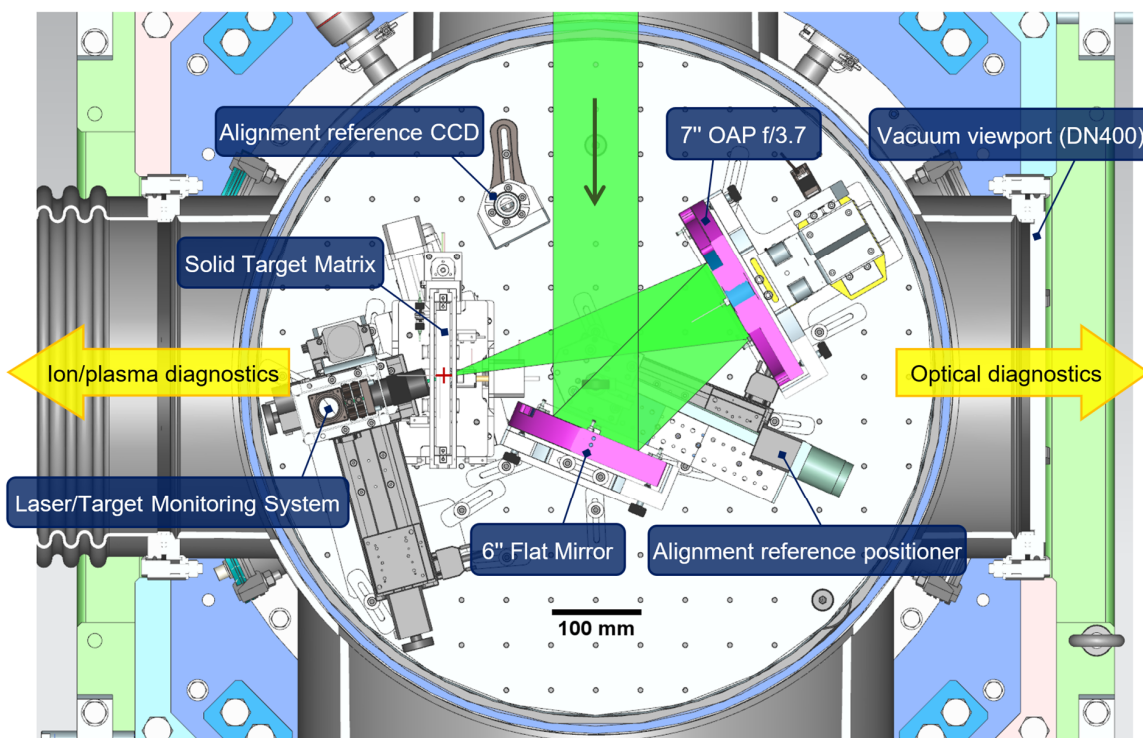 Alignment reference CCD
7" OAP f/3.7
Vacuum viewport (DN400)
Solid Target Matrix
Ion/plasma diagnostics
Optical diagnostics
Laser/Target Monitoring System
6" Flat Mirror
Alignment reference positioner
100 mm